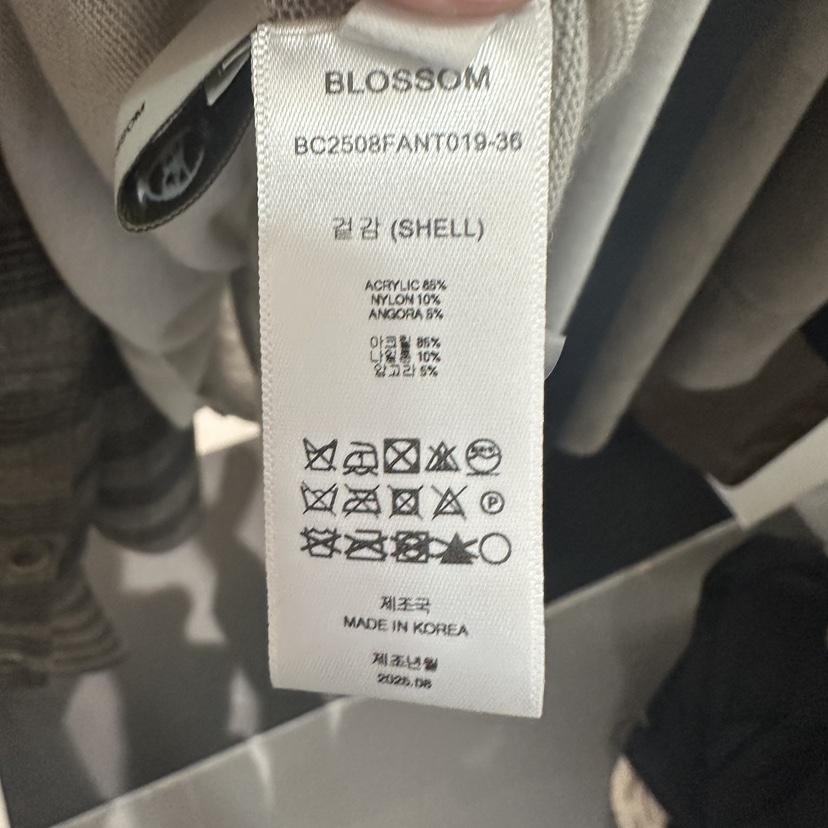 BLOSSOM
BC2508FANT019-36
겉감 (SHELL)
ACRYLIC 85%
NYLON 10%
ANGORA 5%
아크릴 85%
나일론 10%
앙고라 5%
P
제조국
MADE IN KOREA
제조년월
2025.08